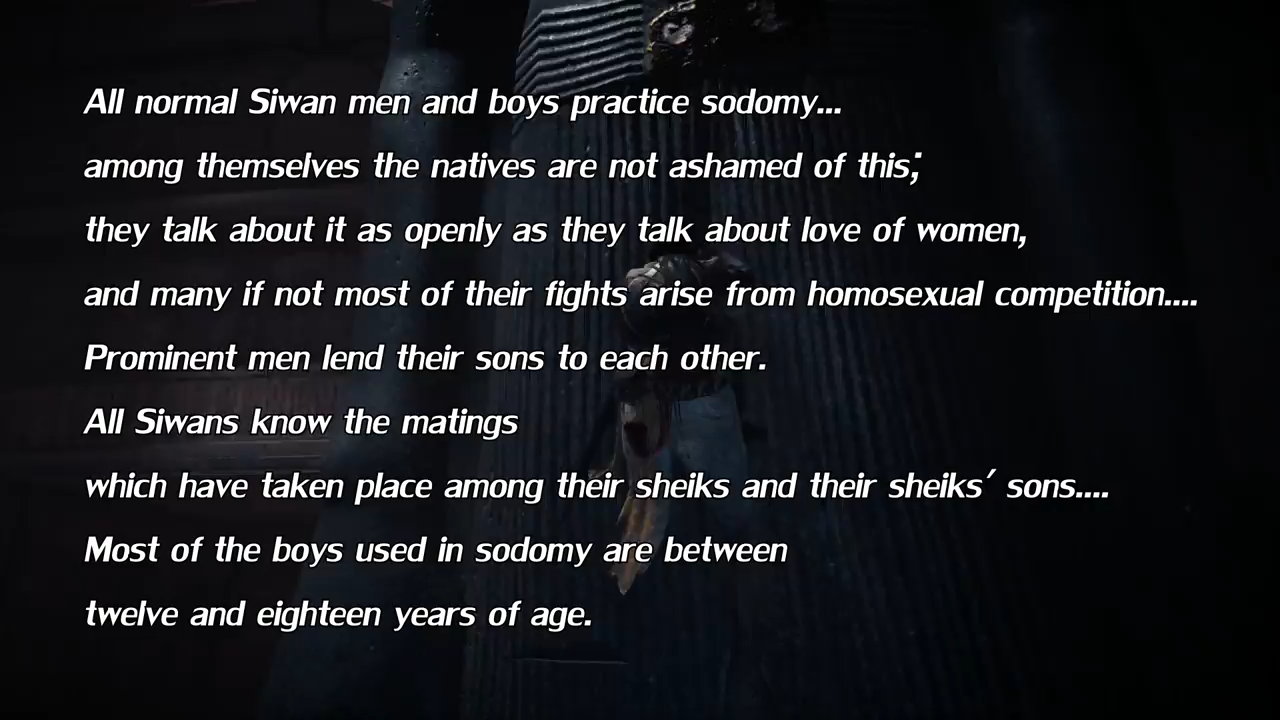 All normal Siwan men and boys practice sodomy...
among themselves the natives are not ashamed of this;
they talk about it as openly as they talk about love of women,
and many if not most of their fights arise from homosexual competition....
Prominent men lend their sons to each other.
All Siwans know the matings
which have taken place among their sheiks and their sheiks' sons....
Most of the boys used in sodomy are between
twelve and eighteen years of age.